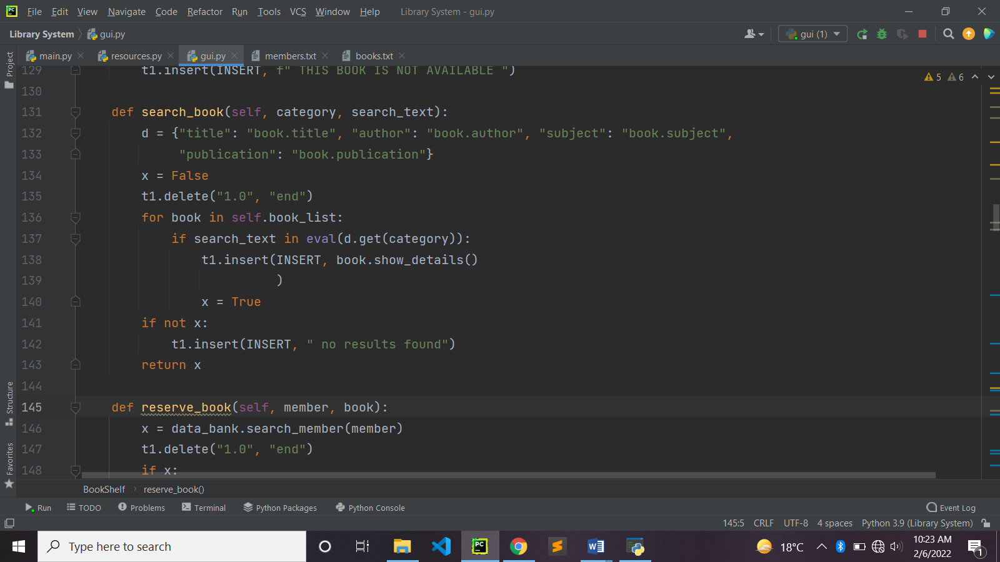 File Edit View Navigate Code Refactor Run Tools VCS Window Help Library System - gui.py
Library System gui.py gui (1)
main.py resources.py gui.py members.txt books.txt
Project
129 t1.insert(INSERT, f" THIS BOOK IS NOT AVAILABLE ")
5 6
130
131 def search_book(self, category, search_text):
132 d = {"title": "book.title", "author": "book.author", "subject": "book.subject",
133 "publication": "book.publication"}
134 x = False
135 t1.delete("1.0", "end")
136 for book in self.book_list:
137 if search_text in eval(d.get(category)):
138 t1.insert(INSERT, book.show_details()
139 )
140 x = True
141 if not x:
142 t1.insert(INSERT, " no results found")
143 return x
144
145 def reserve_book(self, member, book):
146 x = data_bank.search_member(member)
147 t1.delete("1.0", "end")
148 if x:
Structure
Favorites
BookShelf reserve_book()
Run TODO Problems Terminal Python Packages Python Console Event Log
145:5 CRLF UTF-8 4 spaces Python 3.9 (Library System)
Type here to search 18°C 10:23 AM
2/6/2022 1